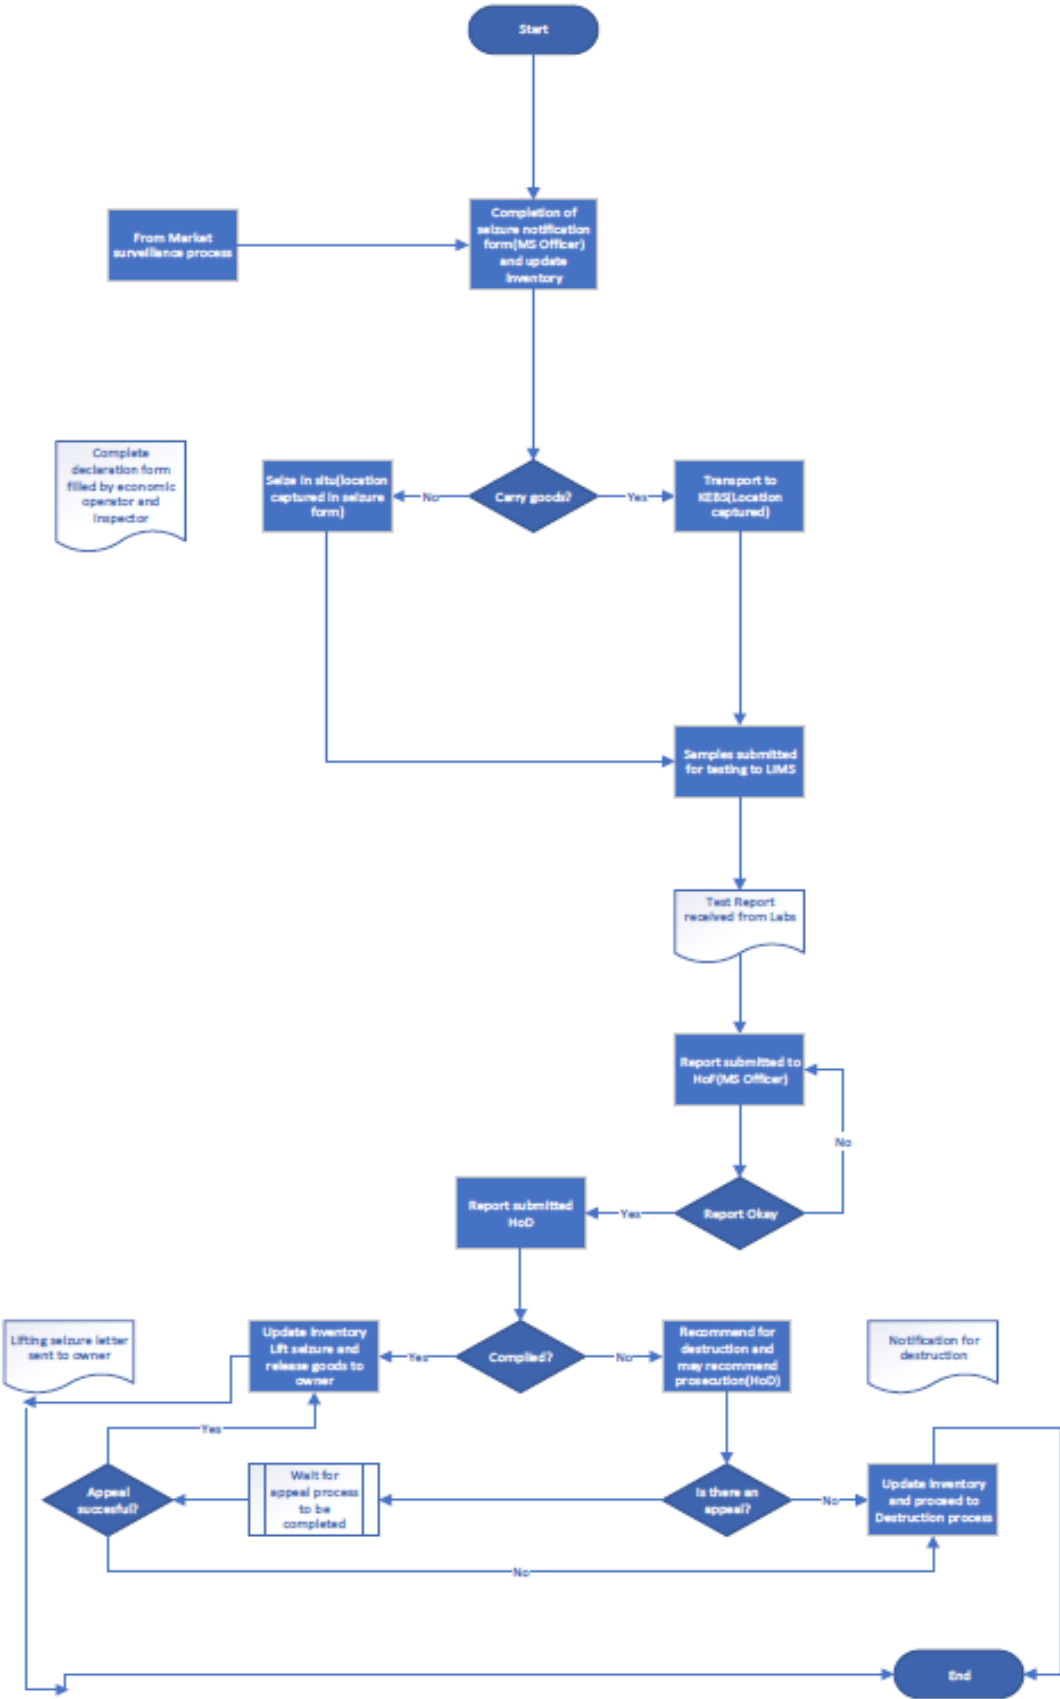 Start
Completion of
seizure notification
form(MS Officer)
and update
Inventory
From Market
surveillance process
Complete
declaration form
filled by economic
operator and
Inspector
Seize in situ(location
captured in seizure
form)
No
Carry goods?
Yes
Transport to
KEBS(Location
captured)
Samples submitted
for testing to LIMS
Test Report
received from Labs
Report submitted to
HoF(MS Officer)
No
Report submitted
HoD
Yes
Report Okay
Lifting seizure letter
sent to owner
Update Inventory
Lift seizure and
release goods to
owner
Yes
Complied?
No
Recommend for
destruction and
may recommend
prosecution(HoD)
Notification for
destruction
Yes
Appeal
succesful?
Wait for
appeal process
to be
completed
Is there an
appeal?
No
Update Inventory
and proceed to
Destruction process
No
End